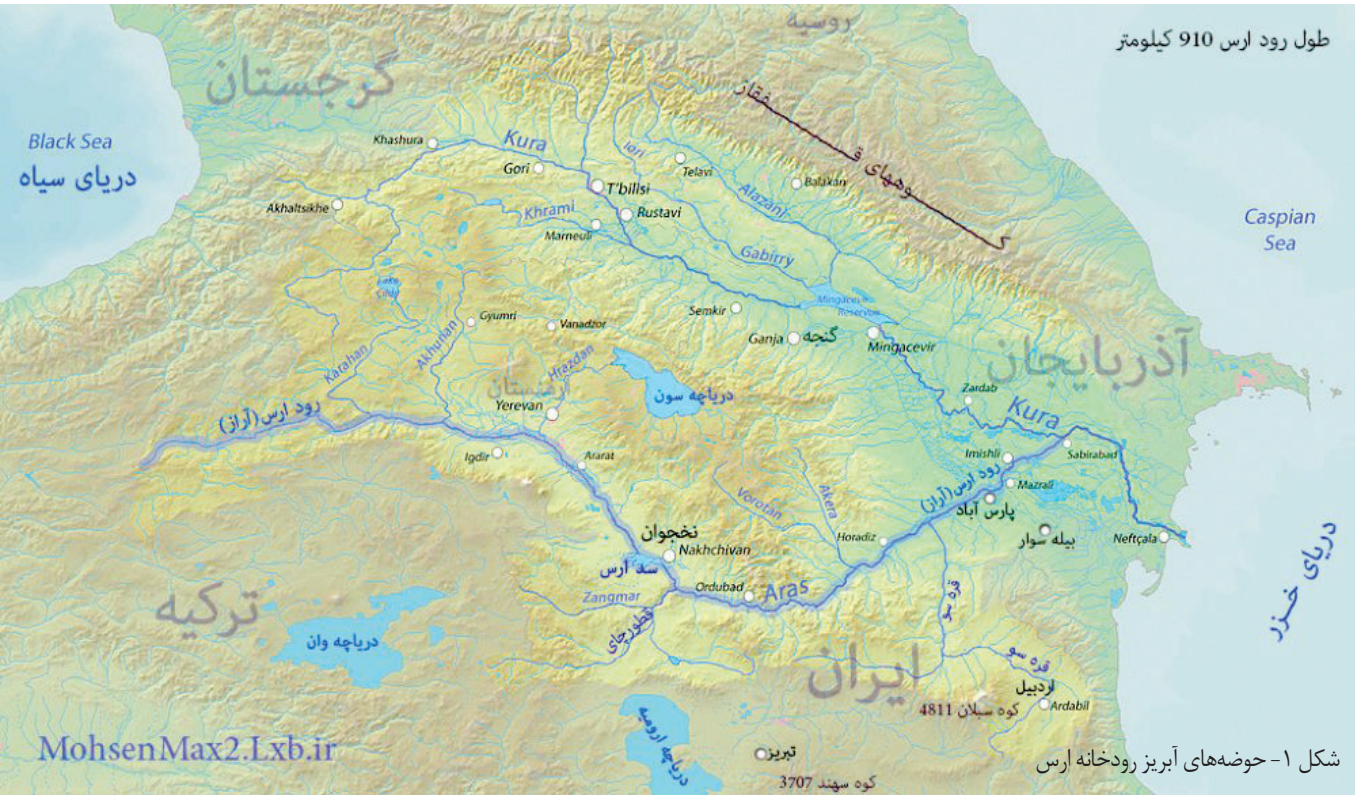 روسیه
طول رود ارس 910 کیلومتر
گرجستان
کوههای قفقاز
Black Sea
دریای سیاه
Khashura
Kura
Gori
Iori
Telavi
Balakan
T'bilisi
Alazani
Akhaltsikhe
Khrami
Rustavi
Marneuli
Gabirry
Caspian
Sea
Mingacevir
Reservoir
Semkir
Gyumri
Vanadzor
Ganja
گنجه
Mingacevir
آذربایجان
Karahan
Akhurian
Hrazdan
ارمنستان
دریاچه سون
Zardab
Kura
Yerevan
رود ارس (آراز)
Igdir
Ararat
Imishli
Sabirabad
رود ارس (آراز)
Mazrali
Vorotan
Akera
پارس آباد
نخجوان
Nakhchivan
Horadiz
بیله سوار
Neftçala
سد ارس
Ordubad
Aras
Zangmar
قطورچای
قره سو
دریای خزر
ترکیه
دریاچه وان
ایران
قره سو
اردبیل
Ardabil
کوه سبلان 4811
دریاچه ارومیه
MohsenMax2.Lxb.ir
تبریز
کوه سهند 3707
شکل ۱- حوضه‌های آبریز رودخانه ارس